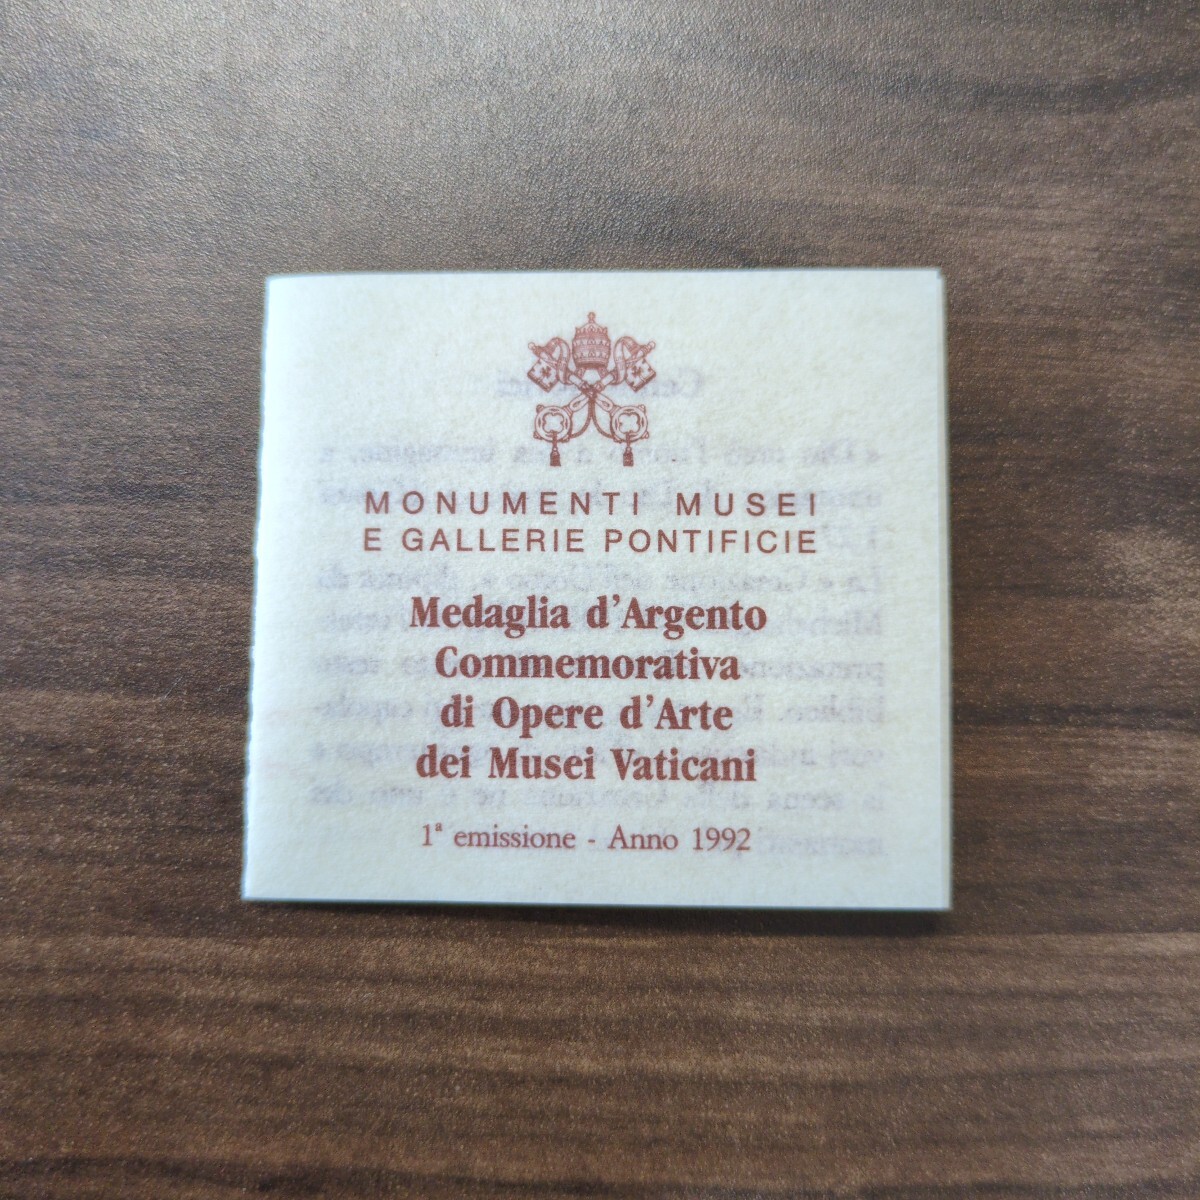 MONUMENTI MUSEI
E GALLERIE PONTIFICIE
Medaglia d'Argento
Commemorativa
di Opere d'Arte
dei Musei Vaticani
1ª emissione - Anno 1992